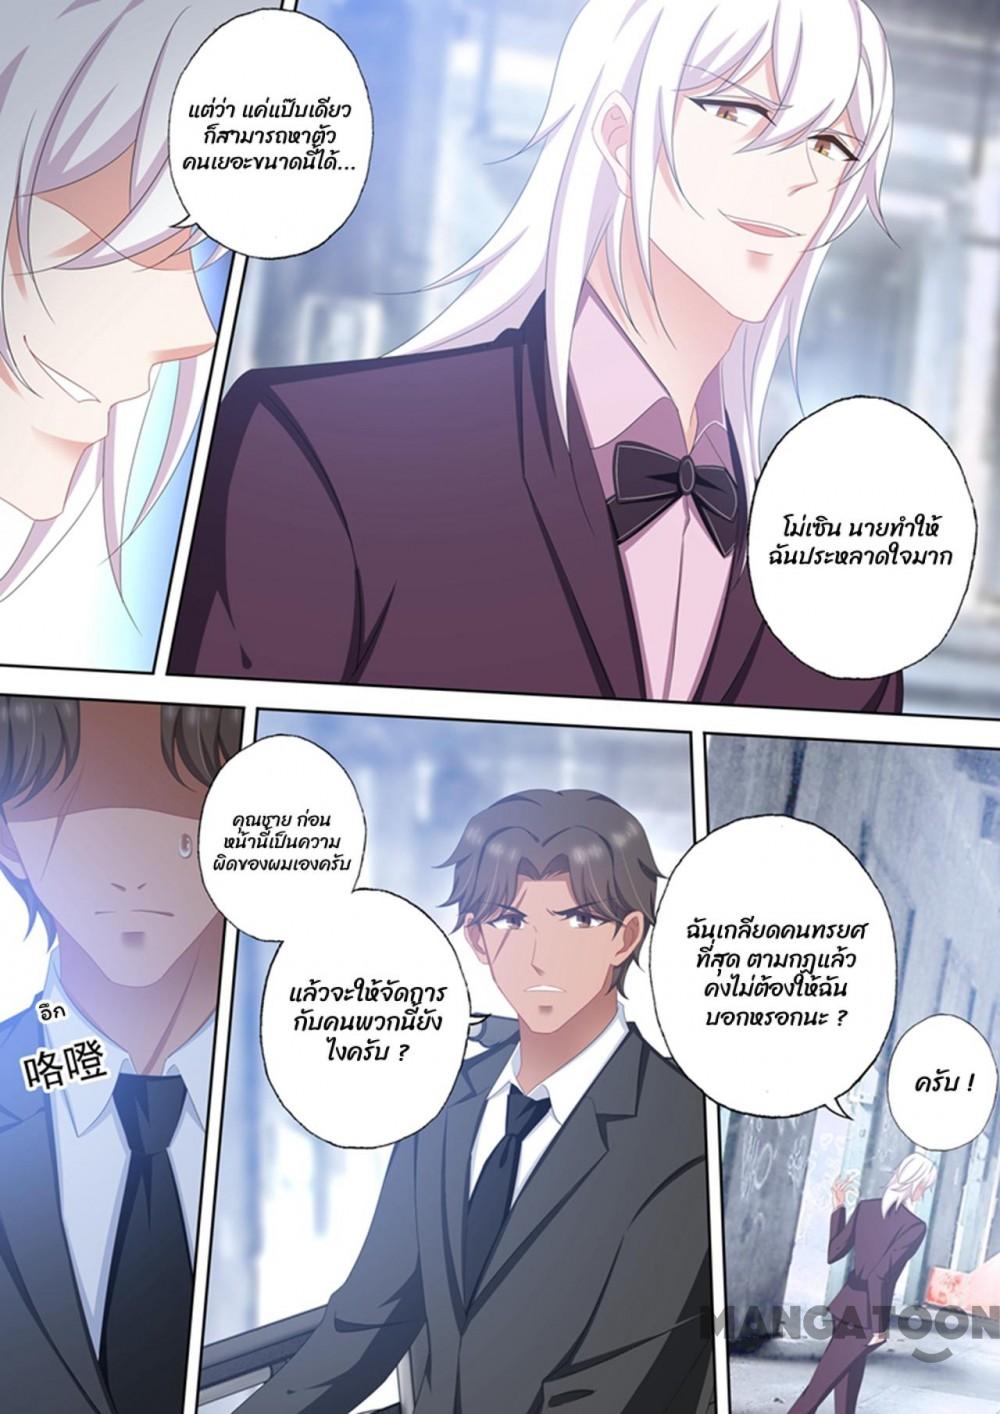 แต่ว่า แค่แป๊บเดียว
ก็สามารถหาตัว
คนเยอะขนาดนี้ได้...
โม่เซิน นายทำให้
ฉันประหลาดใจมาก
คุณชาย ก่อน
หน้านี้เป็นความ
ผิดของผมเองครับ
แล้วจะให้จัดการ
กับคนพวกนี้ยัง
ไงครับ ?
อึก
咯噔
ฉันเกลียดคนทรยศ
ที่สุด ตามกฎแล้ว
คงไม่ต้องให้ฉัน
บอกหรอกนะ ?
ครับ !
MANGATOON